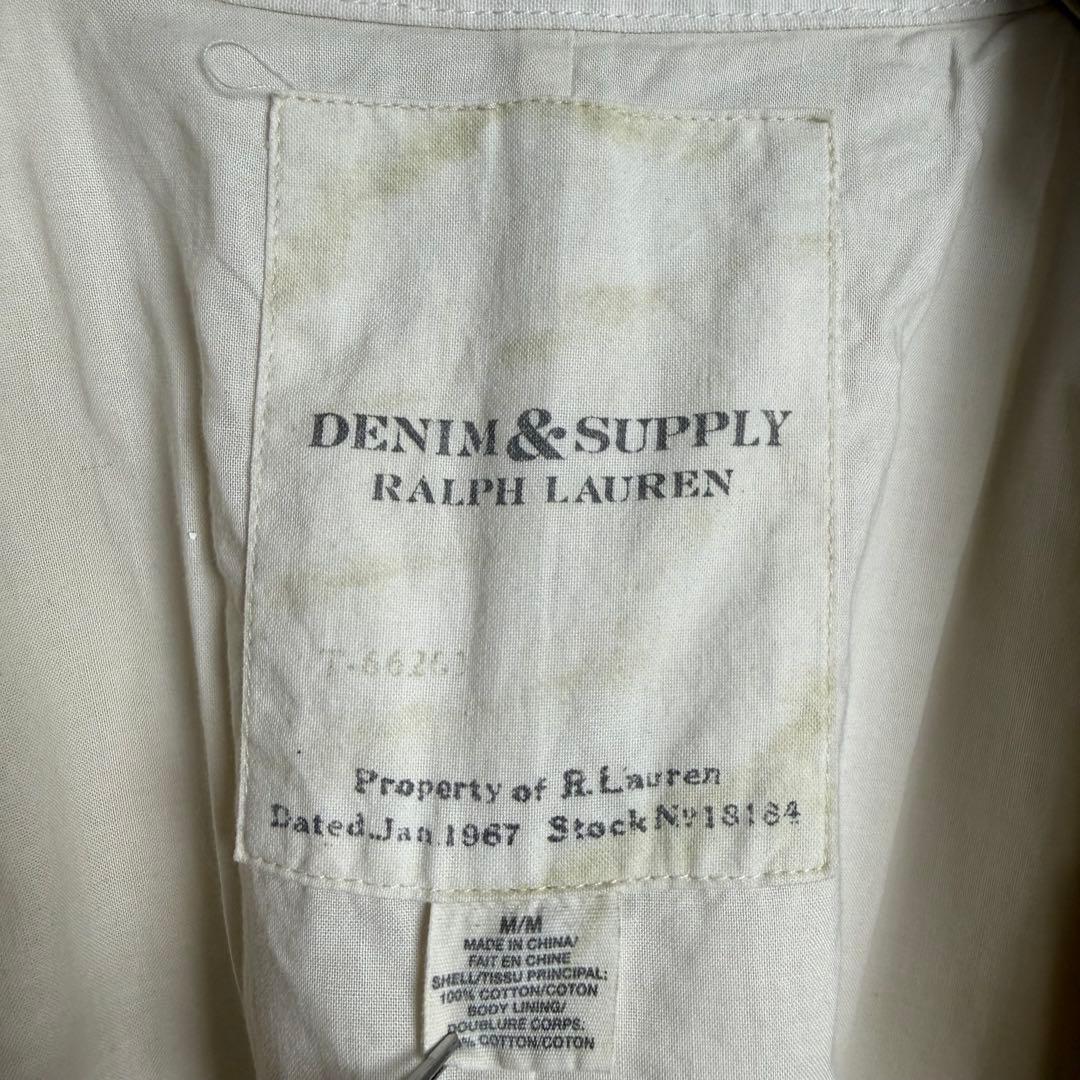 DENIM & SUPPLY
RALPH LAUREN
Property of R. Lauren
Dated. Jan. 1967 Stock Nº 18184
M/M
MADE IN CHINA/
FAIT EN CHINE
SHELL/TISSU PRINCIPAL:
100% COTTON/COTON
BODY LINING/
DOUBLURE CORPS:
COTTON/COTON